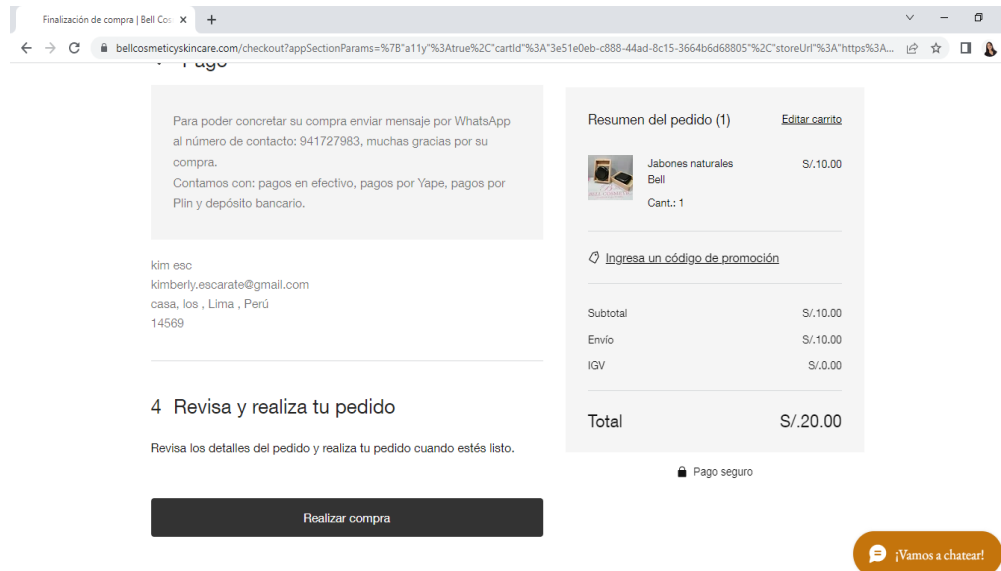 Finalización de compra | Bell Cos
bellcosmeticyskincare.com/checkout?appSectionParams=%7B"a11y"%3Atrue%2C"cartId"%3A"3e51e0eb-c888-44ad-8c15-3664b6d68805"%2C"storeUrl"%3A"https%3A...
Pago
Para poder concretar su compra enviar mensaje por WhatsApp
al número de contacto: 941727983, muchas gracias por su
compra.
Contamos con: pagos en efectivo, pagos por Yape, pagos por
Plin y depósito bancario.
kim esc
kimberly.escarate@gmail.com
casa, los , Lima , Perú
14569
4 Revisa y realiza tu pedido
Revisa los detalles del pedido y realiza tu pedido cuando estés listo.
Realizar compra
Resumen del pedido (1)
Editar carrito
Jabones naturales
Bell
S/.10.00
Cant.: 1
Ingresa un código de promoción
Subtotal S/.10.00
Envío S/.10.00
IGV S/.0.00
Total S/.20.00
Pago seguro
¡Vamos a chatear!